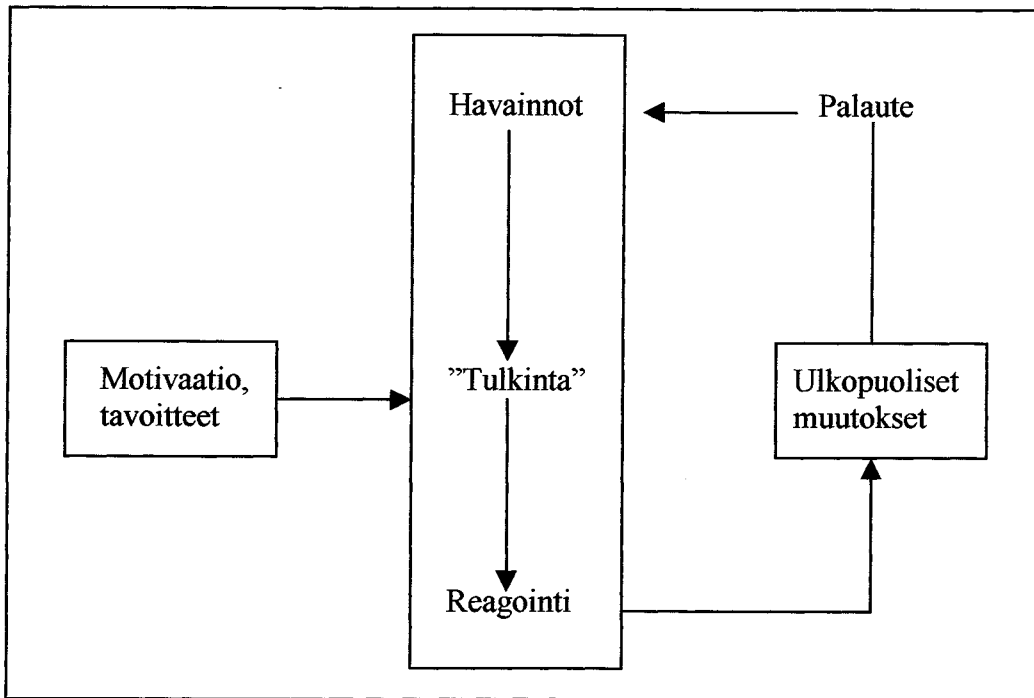 Havainnot
Palaute
Motivaatio,
tavoitteet
”Tulkinta”
Ulkopuoliset
muutokset
Reagointi